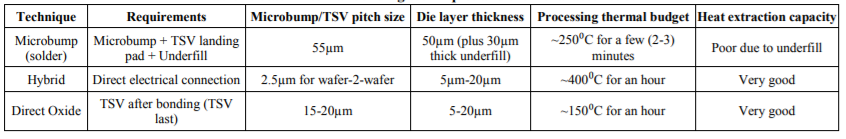 Technique Requirements Microbump/TSV pitch size Die layer thickness Processing thermal budget Heat extraction capacity
Microbump (solder) Microbump + TSV landing pad + Underfill 55µm 50µm (plus 30µm thick underfill) ~250⁰C for a few (2-3) minutes Poor due to underfill
Hybrid Direct electrical connection 2.5µm for wafer-2-wafer 5µm-20µm ~400⁰C for an hour Very good
Direct Oxide TSV after bonding (TSV last) 15-20µm 5-20µm ~150⁰C for an hour Very good